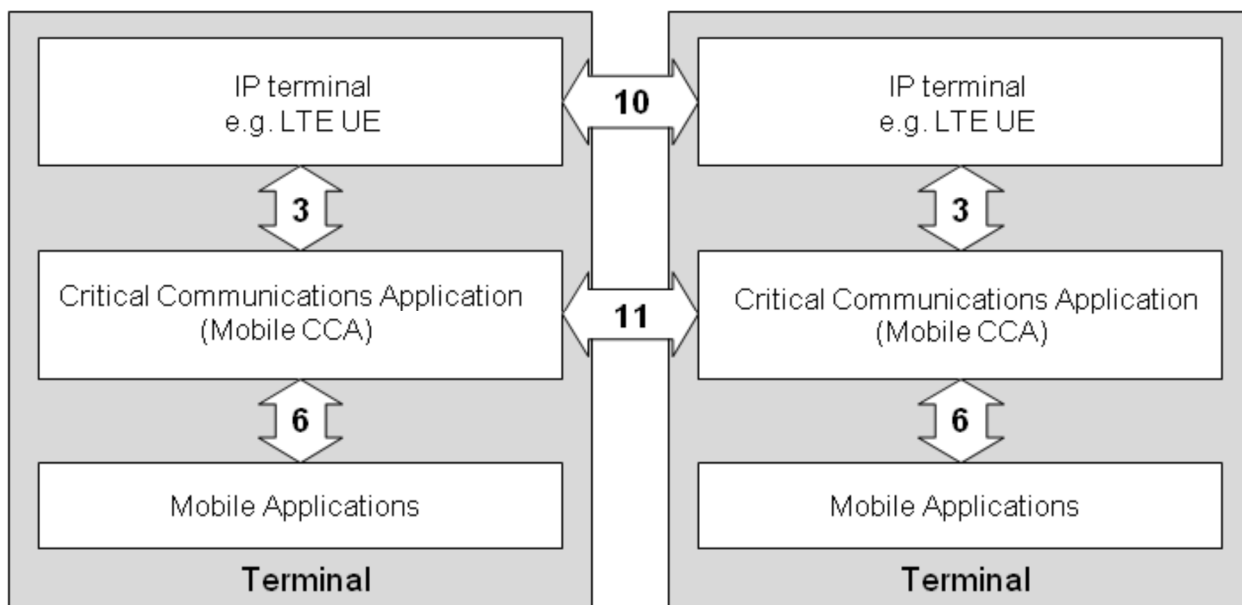 IP terminal
e.g. LTE UE
3
Critical Communications Application
(Mobile CCA)
6
Mobile Applications
Terminal
10
11
IP terminal
e.g. LTE UE
3
Critical Communications Application
(Mobile CCA)
6
Mobile Applications
Terminal